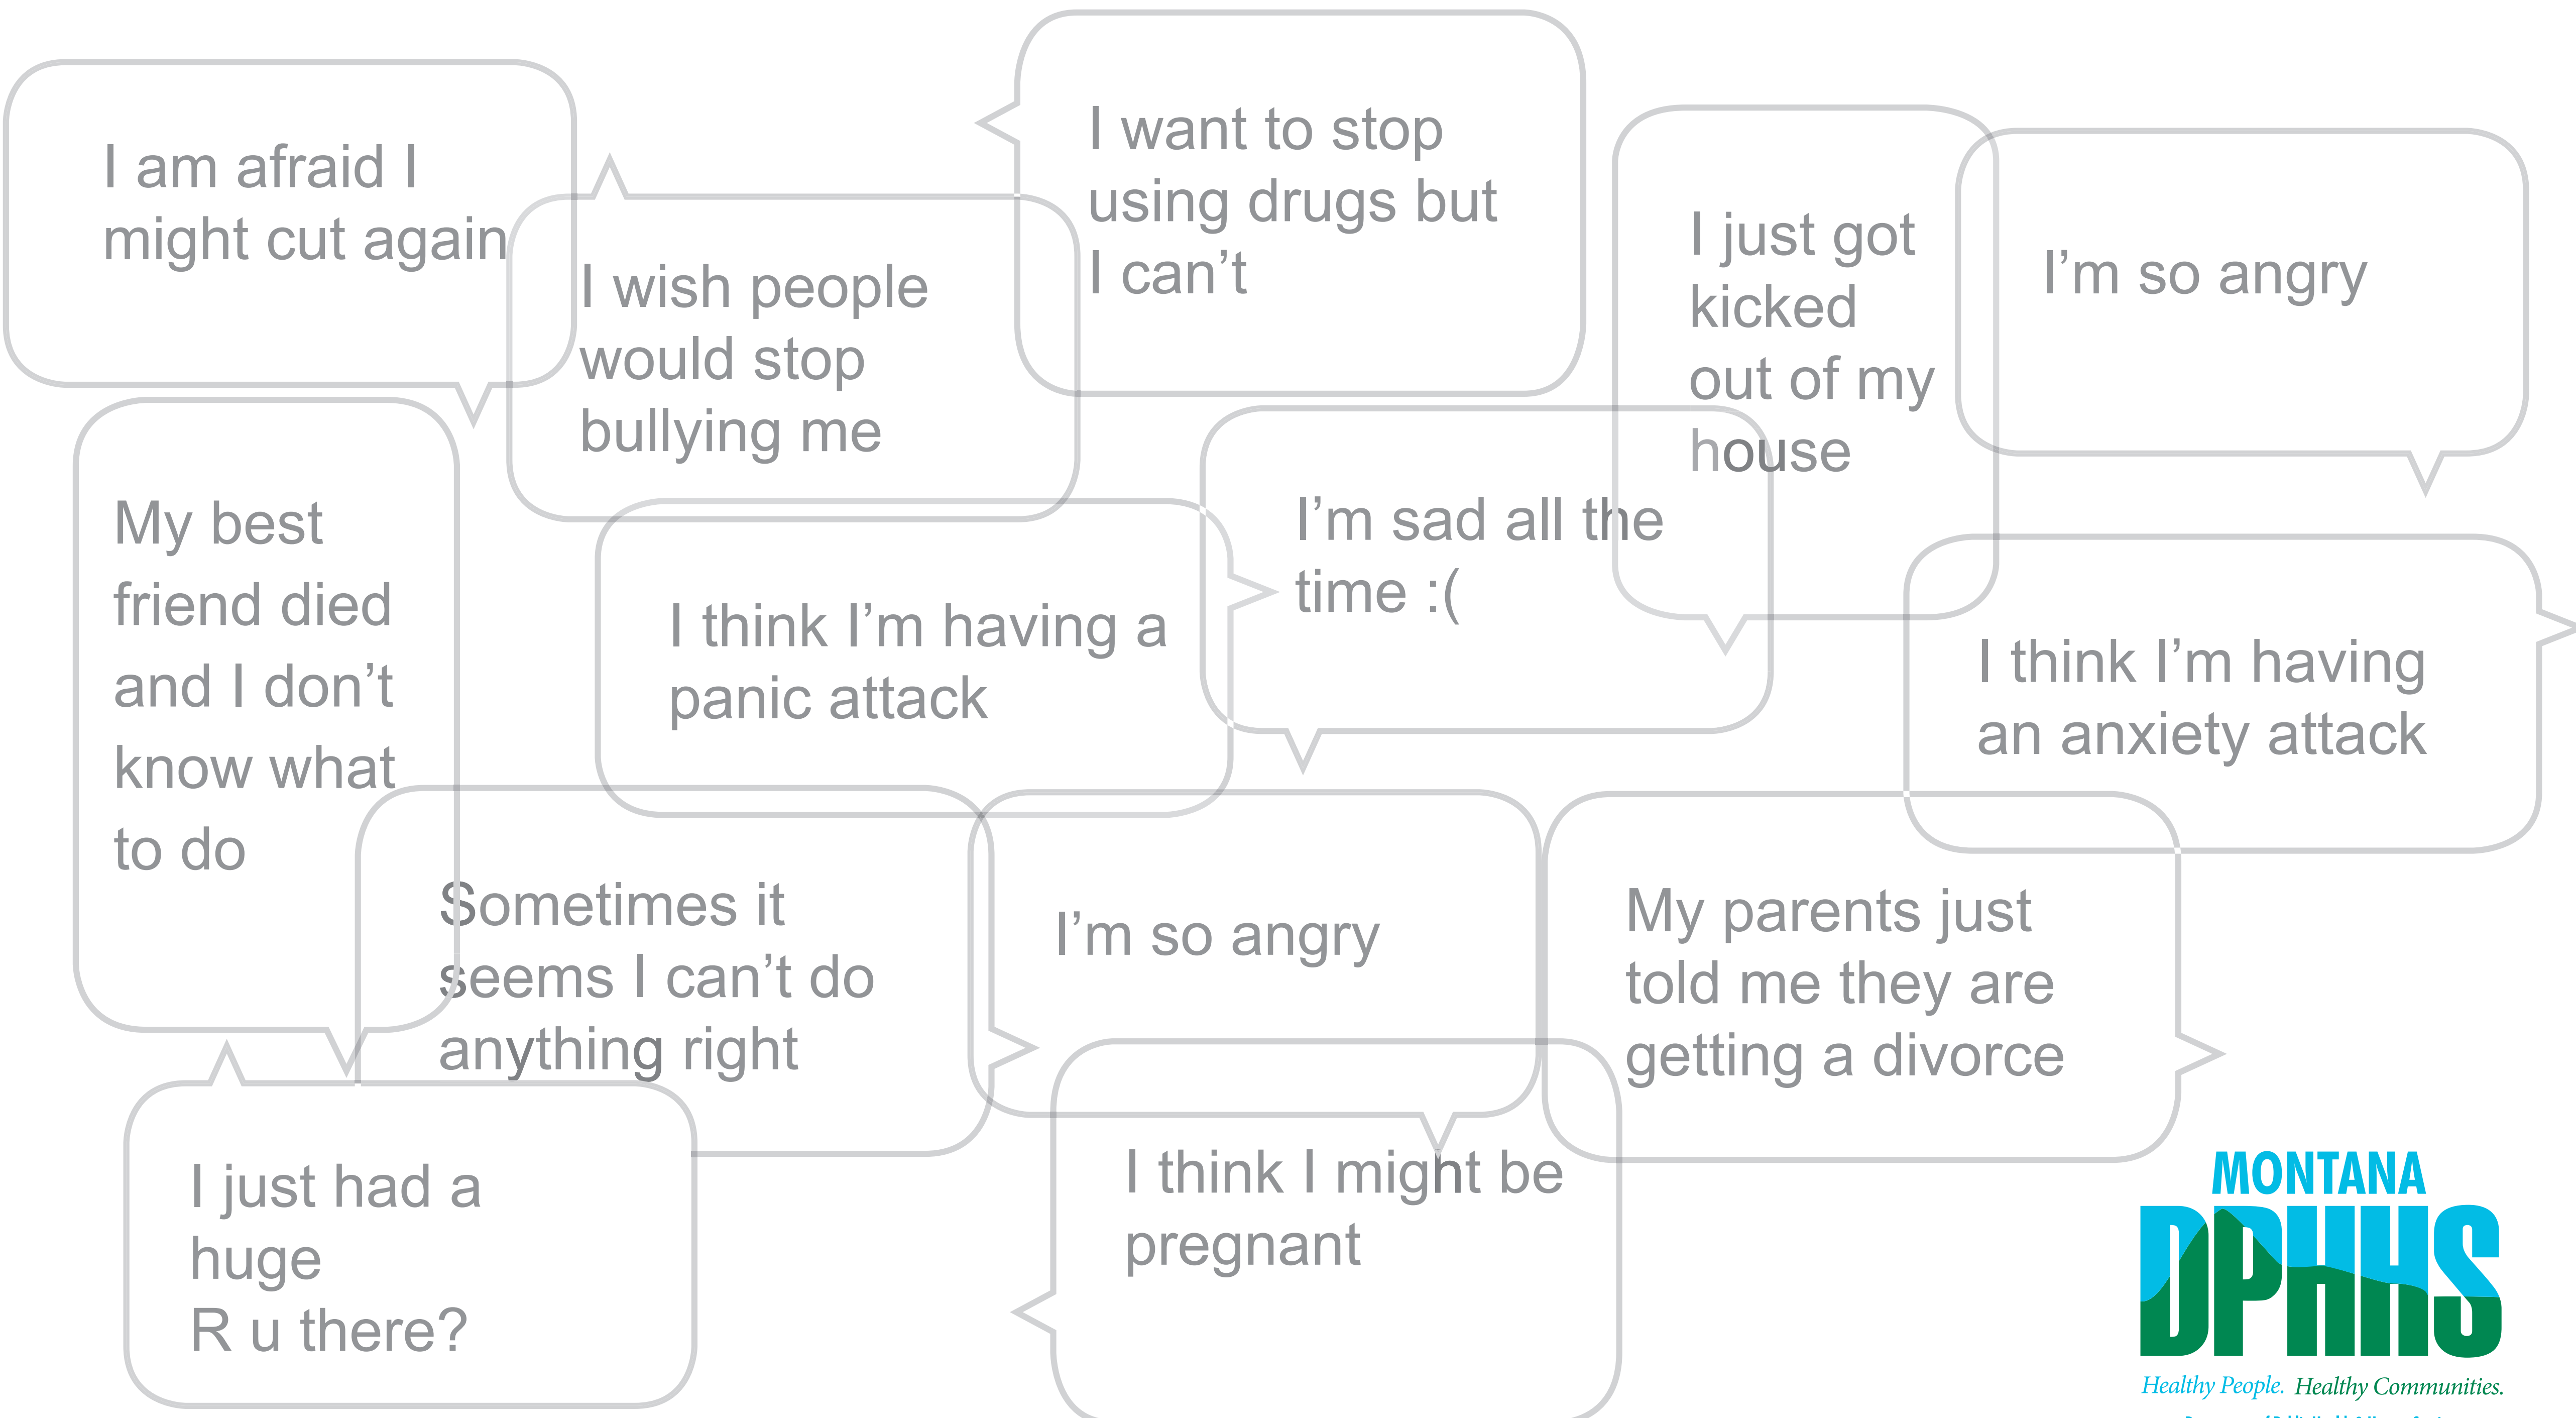 I am afraid I
might cut again
I wish people
would stop
bullying me
I want to stop
using drugs but
I can't
I just got
kicked
out of my
house
I'm so angry
My best
friend died
and I don't
know what
to do
I think I'm having a
panic attack
I'm sad all the
time :(
I think I'm having
an anxiety attack
Sometimes it
seems I can't do
anything right
I'm so angry
My parents just
told me they are
getting a divorce
I just had a
huge
R u there?
I think I might be
pregnant
MONTANA
DPHHS
Healthy People. Healthy Communities.